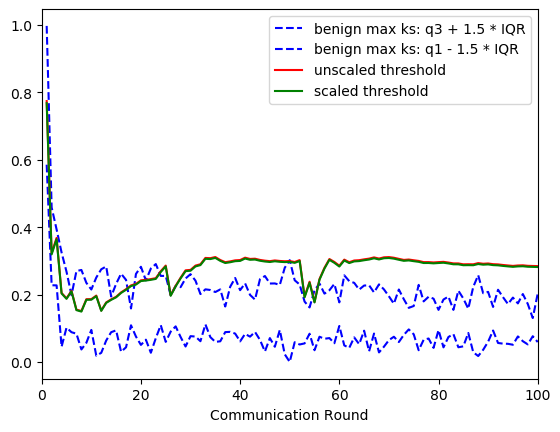 benign max ks: q3 + 1.5 * IQR
benign max ks: q1 - 1.5 * IQR
unscaled threshold
scaled threshold
1.0
0.8
0.6
0.4
0.2
0.0
0 20 40 60 80 100
Communication Round